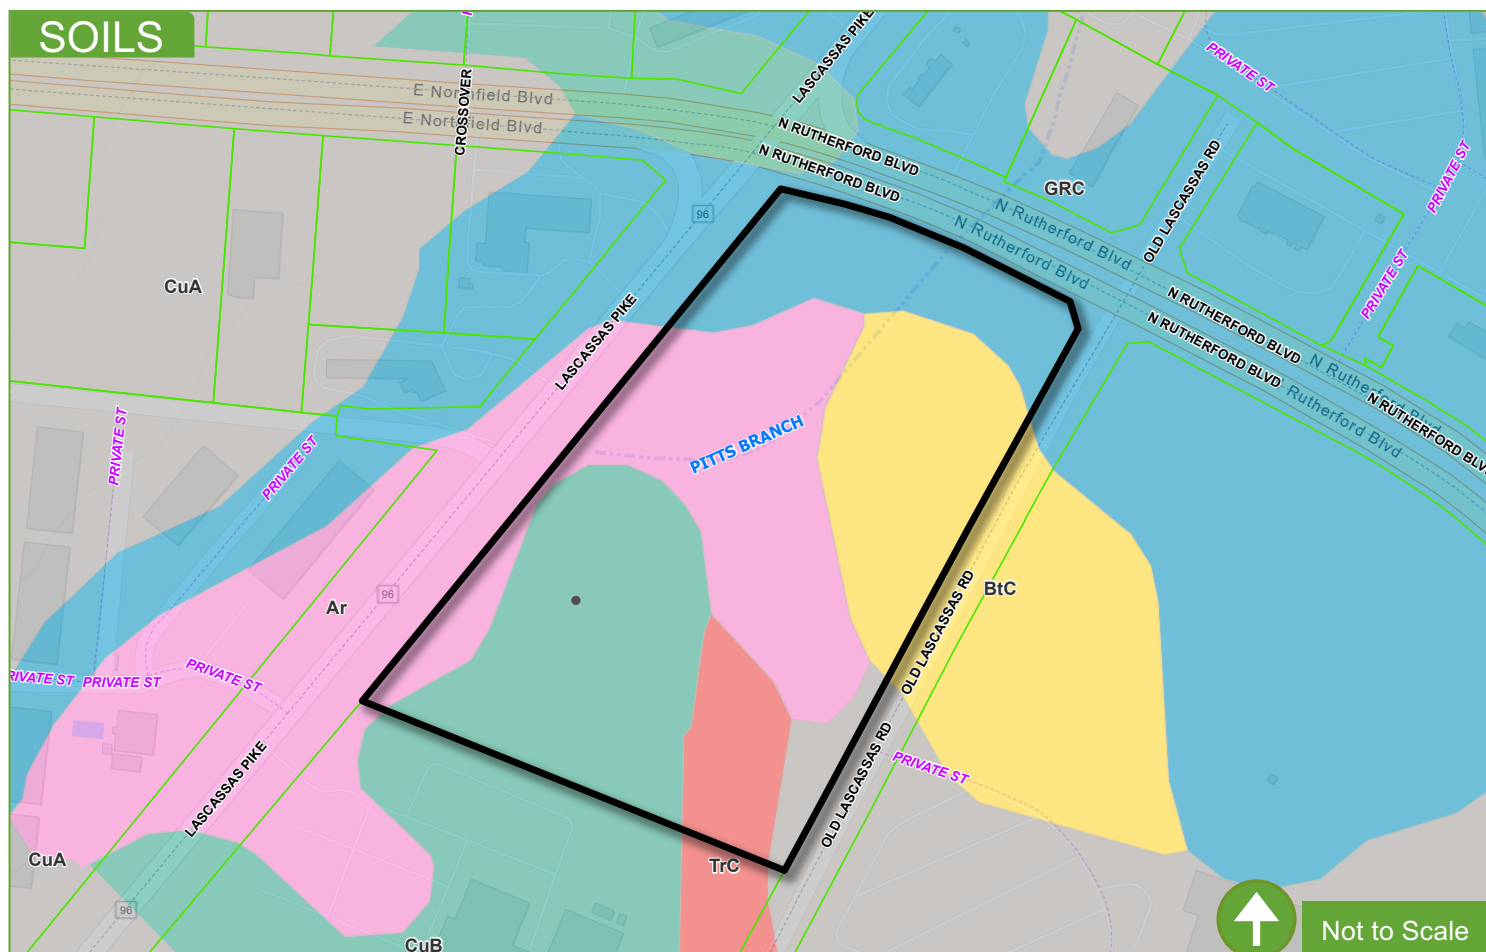 SOILS
LASCASSAS PIKE
PRIVATE ST
CROSSOVER
E Northfield Blvd
E Northfield Blvd
N RUTHERFORD BLVD
N RUTHERFORD BLVD
PRIVATE ST
GRC
OLD LASCASSAS RD
96
N Rutherford Blvd
N Rutherford Blvd
PRIVATE ST
CuA
N RUTHERFORD BLVD
N RUTHERFORD BLVD
LASCASSAS PIKE
N Rutherford Blvd
Rutherford Blvd
N RUTHERFORD BLVD
PRIVATE ST
PRIVATE ST
PITTS BRANCH
Ar
96
BtC
OLD LASCASSAS RD
RIVATE ST
PRIVATE ST
PRIVATE ST
PRIVATE ST
OLD LASCASSAS RD
LASCASSAS PIKE
CuA
TrC
96
CuB
Not to Scale